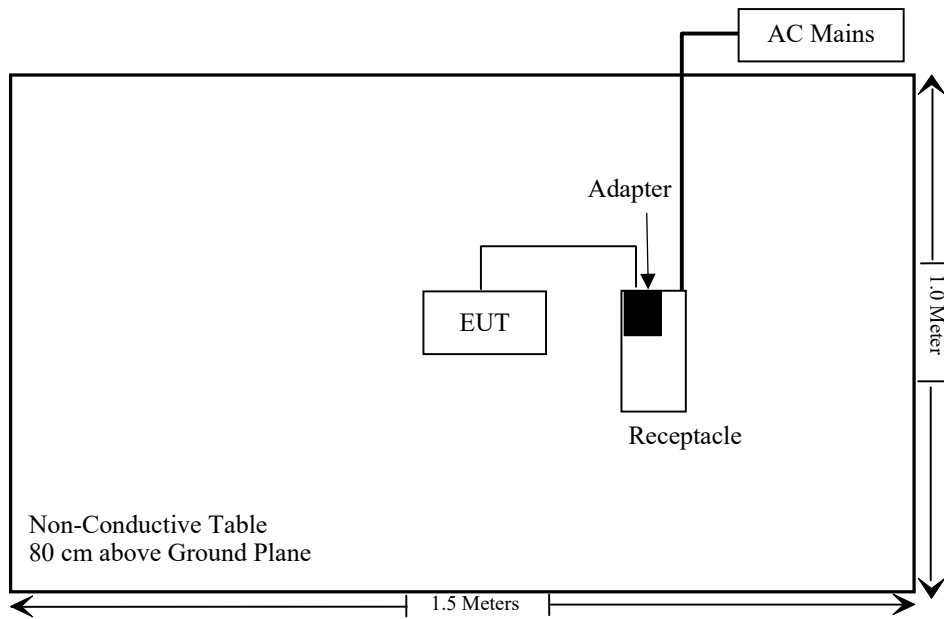 AC Mains
Adapter
EUT
1.0 Meter
Receptacle
Non-Conductive Table
80 cm above Ground Plane
1.5 Meters